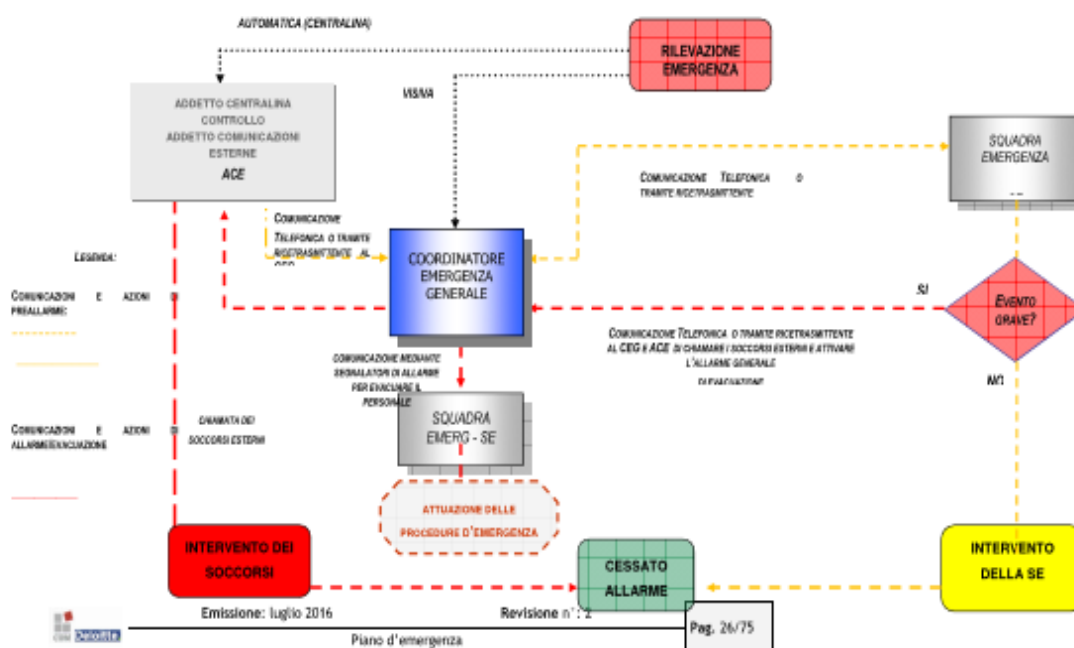 AUTOMATICA (CENTRALINA)
RILEVAZIONE
EMERGENZA
VISIVA
ADDETTO CENTRALINA
CONTROLLO
ADDETTO COMUNICAZIONI
ESTERNE
ACE
SQUADRA
EMERGENZA
COMUNICAZIONE TELEFONICA O
TRAMITE RICETRASMITTENTE
COMUNICAZIONE
TELEFONICA O TRAMITE
RICETRASMITTENTE AL
CEG
COORDINATORE
EMERGENZA
GENERALE
LEGENDA:
COMUNICAZIONI E AZIONI DI
PREALLARME:
SI
EVENTO
GRAVE?
COMUNICAZIONE TELEFONICA O TRAMITE RICETRASMITTENTE
AL CEG E ACE DI CHIAMARE I SOCCORSI ESTERNI E ATTIVARE
L'ALLARME GENERALE
DI EVACUAZIONE
NO
COMUNICAZIONE MEDIANTE
SEGNALATORI DI ALLARME
PER EVACUARE IL
PERSONALE
SQUADRA
EMERG - SE
CHIAMATA DEI
SOCCORSI ESTERNI
COMUNICAZIONI E AZIONI DI
ALLARME/EVACUAZIONE
ATTUAZIONE DELLE
PROCEDURE D'EMERGENZA
INTERVENTO DEI
SOCCORSI
CESSATO
ALLARME
INTERVENTO
DELLA SE
Emissione: luglio 2016
Revisione n°: 2
Pag. 26/75
Deloitte.
Piano d'emergenza